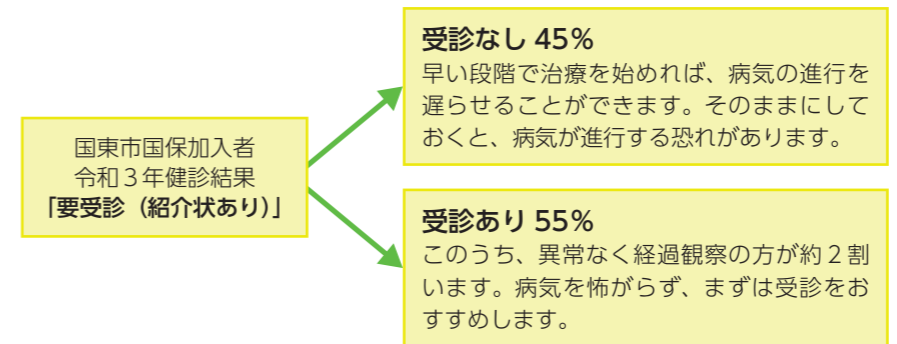 国東市国保加入者
令和３年健診結果
「要受診（紹介状あり）」
受診なし 45％
早い段階で治療を始めれば、病気の進行を
遅らせることができます。そのままにして
おくと、病気が進行する恐れがあります。
受診あり 55％
このうち、異常なく経過観察の方が約２割
います。病気を怖がらず、まずは受診をお
すすめします。